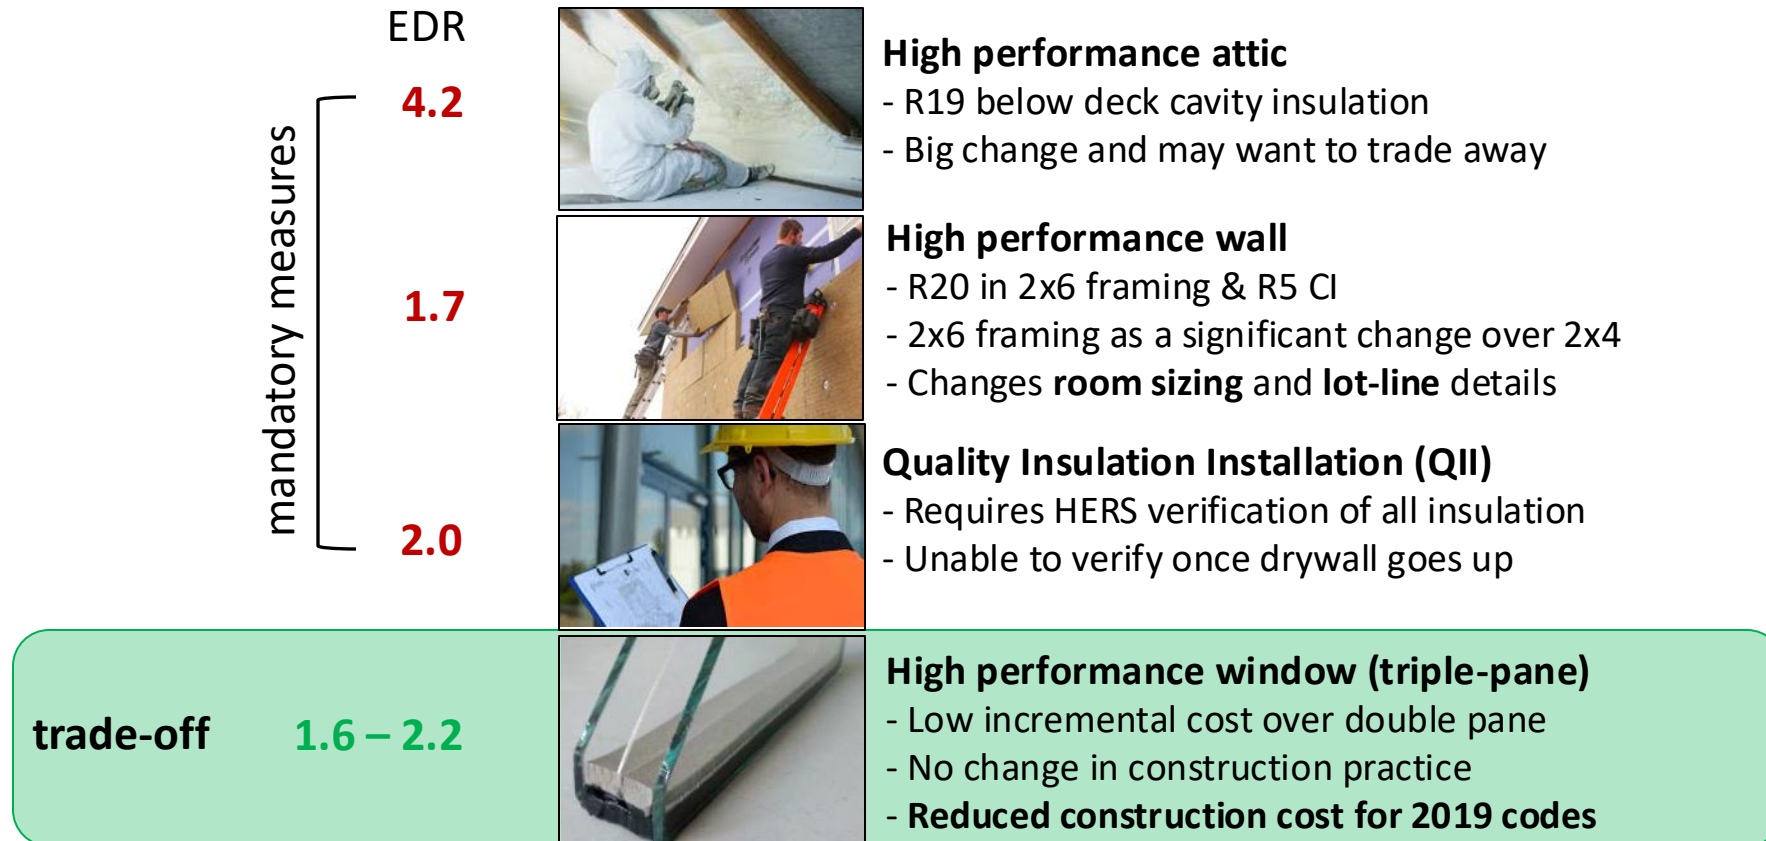 EDR
mandatory measures
4.2
High performance attic
- R19 below deck cavity insulation
- Big change and may want to trade away
1.7
High performance wall
- R20 in 2x6 framing & R5 CI
- 2x6 framing as a significant change over 2x4
- Changes room sizing and lot-line details
2.0
Quality Insulation Installation (QII)
- Requires HERS verification of all insulation
- Unable to verify once drywall goes up
trade-off
1.6 – 2.2
High performance window (triple-pane)
- Low incremental cost over double pane
- No change in construction practice
- Reduced construction cost for 2019 codes